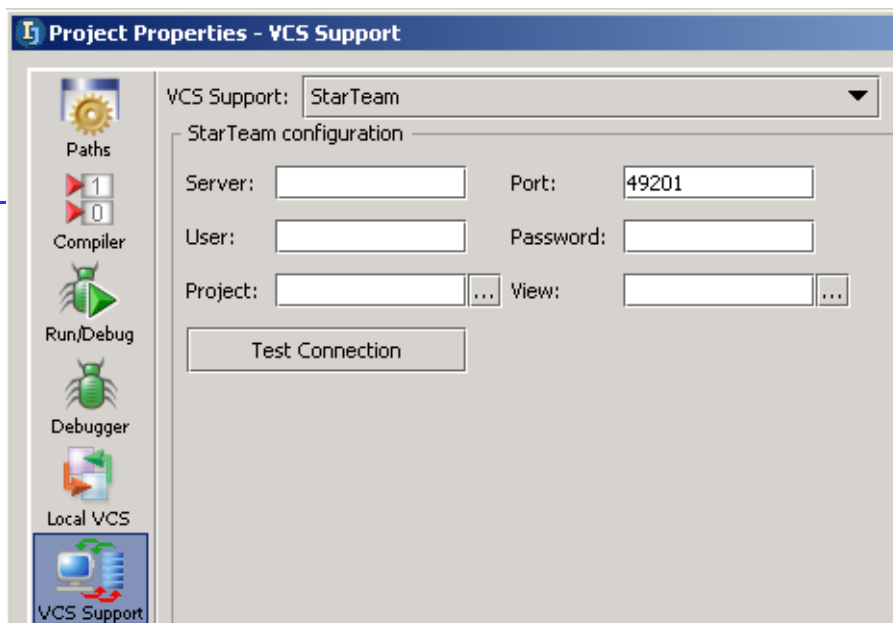 IJ Project Properties - VCS Support
VCS Support: StarTeam
StarTeam configuration
Server: Port: 49201
User: Password:
Project: ... View: ...
Test Connection
Paths
1
0
Compiler
Run/Debug
Debugger
Local VCS
VCS Support